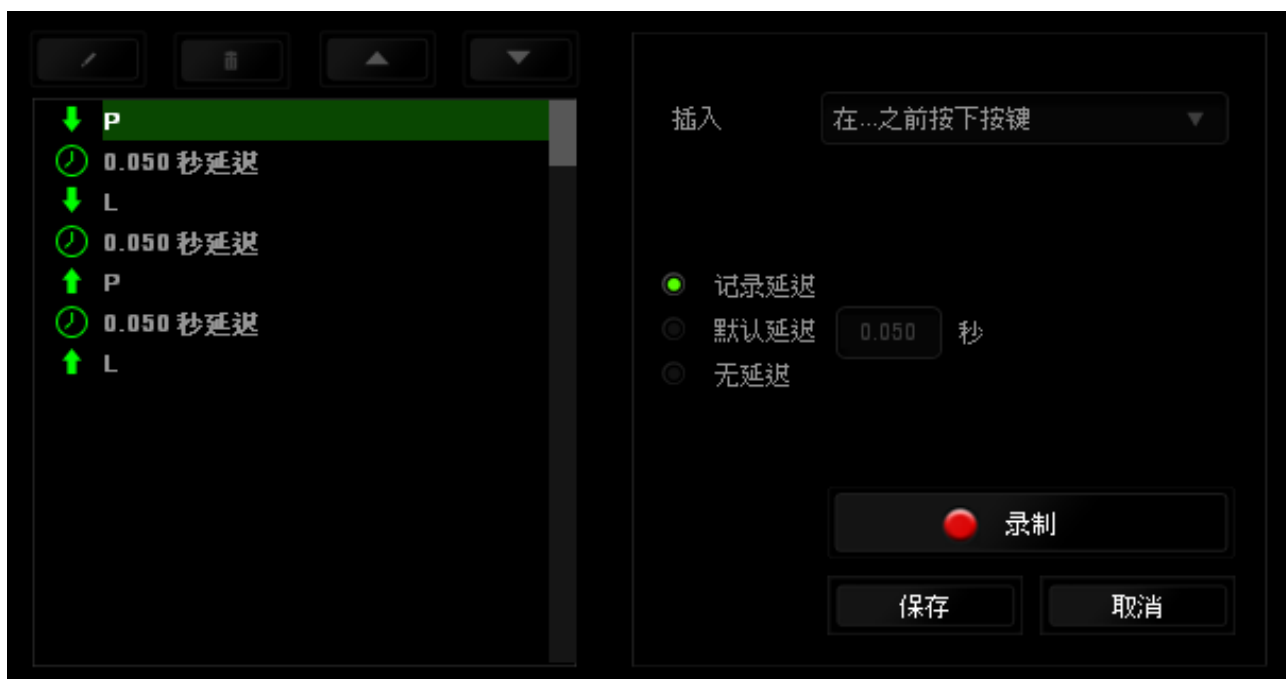 P
0.050 秒延迟
L
0.050 秒延迟
P
0.050 秒延迟
L
插入
在...之前按下按键
记录延迟
默认延迟 0.050 秒
无延迟
录制
保存 取消